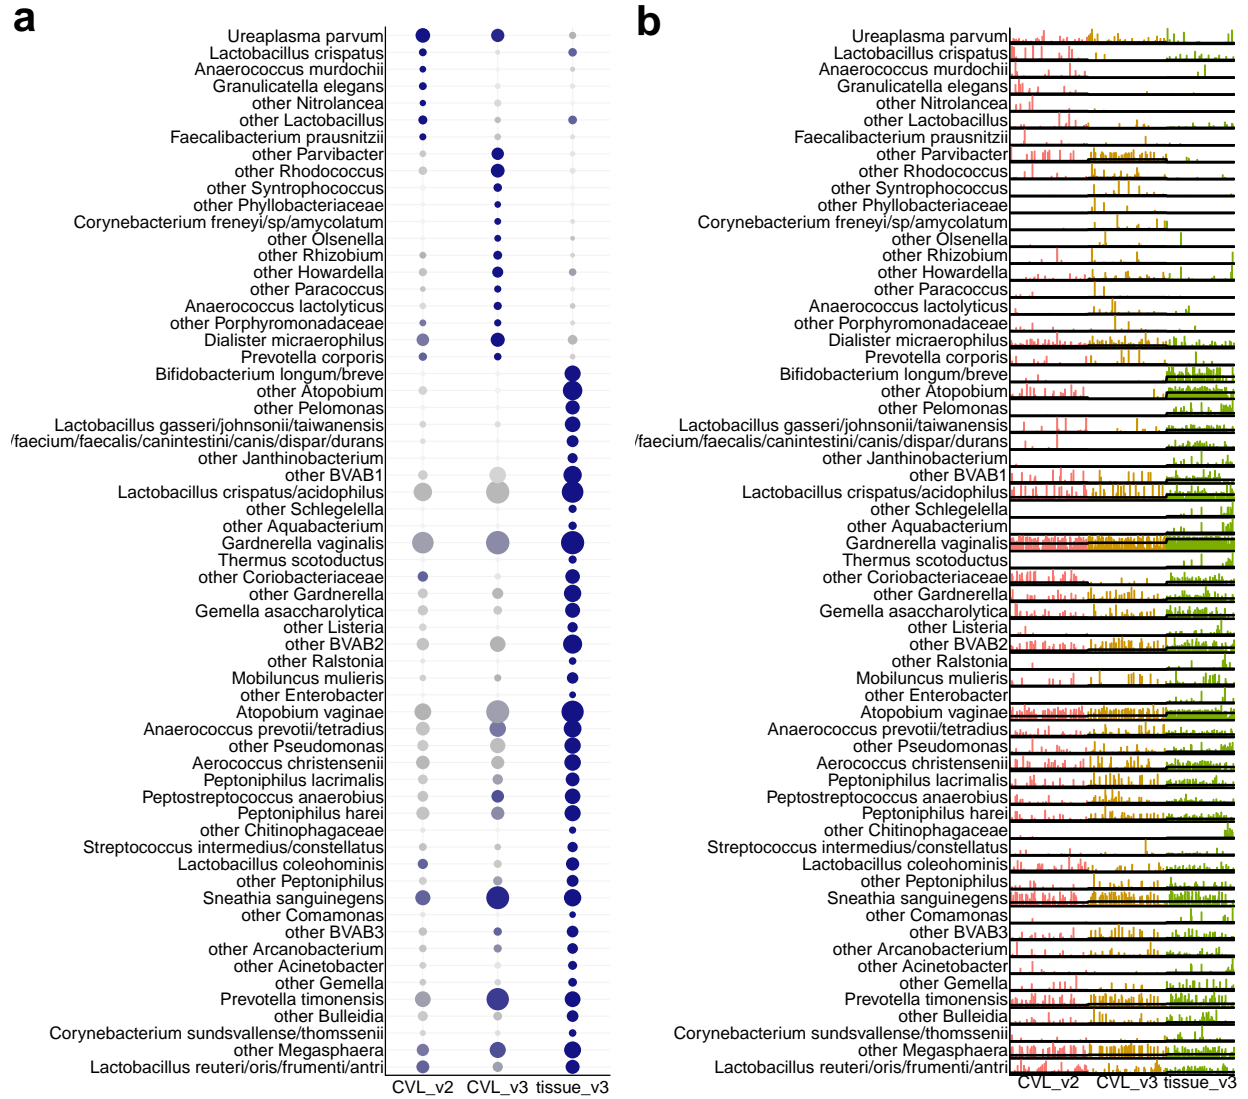 a
Ureaplasma parvum
Lactobacillus crispatus
Anaerococcus murdochii
Granulicatella elegans
other Nitrolancea
other Lactobacillus
Faecalibacterium prausnitzii
other Parvibacter
other Rhodococcus
other Syntrophococcus
other Phyllobacteriaceae
Corynebacterium freneyi/sp/amycolatum
other Olsenella
other Rhizobium
other Howardella
other Paracoccus
Anaerococcus lactolyticus
other Porphyromonadaceae
Dialister micraerophilus
Prevotella corporis
Bifidobacterium longum/breve
other Atopobium
other Pelomonas
Lactobacillus gasseri/johnsonii/taiwanensis
/faecium/faecalis/canintestini/canis/dispar/durans
other Janthinobacterium
other BVAB1
Lactobacillus crispatus/acidophilus
other Schlegelella
other Aquabacterium
Gardnerella vaginalis
Thermus scotoductus
other Coriobacteriaceae
other Gardnerella
Gemella asaccharolytica
other Listeria
other BVAB2
other Ralstonia
Mobiluncus mulieris
other Enterobacter
Atopobium vaginae
Anaerococcus prevotii/tetradius
other Pseudomonas
Aerococcus christensenii
Peptoniphilus lacrimalis
Peptostreptococcus anaerobius
Peptoniphilus harei
other Chitinophagaceae
Streptococcus intermedius/constellatus
Lactobacillus coleohominis
other Peptoniphilus
Sneathia sanguinegens
other Comamonas
other BVAB3
other Arcanobacterium
other Acinetobacter
other Gemella
Prevotella timonensis
other Bulleidia
Corynebacterium sundsvallense/thomssenii
other Megasphaera
Lactobacillus reuteri/oris/frumenti/antri
CVL_v2 CVL_v3 tissue_v3
b
Ureaplasma parvum
Lactobacillus crispatus
Anaerococcus murdochii
Granulicatella elegans
other Nitrolancea
other Lactobacillus
Faecalibacterium prausnitzii
other Parvibacter
other Rhodococcus
other Syntrophococcus
other Phyllobacteriaceae
Corynebacterium freneyi/sp/amycolatum
other Olsenella
other Rhizobium
other Howardella
other Paracoccus
Anaerococcus lactolyticus
other Porphyromonadaceae
Dialister micraerophilus
Prevotella corporis
Bifidobacterium longum/breve
other Atopobium
other Pelomonas
Lactobacillus gasseri/johnsonii/taiwanensis
/faecium/faecalis/canintestini/canis/dispar/durans
other Janthinobacterium
other BVAB1
Lactobacillus crispatus/acidophilus
other Schlegelella
other Aquabacterium
Gardnerella vaginalis
Thermus scotoductus
other Coriobacteriaceae
other Gardnerella
Gemella asaccharolytica
other Listeria
other BVAB2
other Ralstonia
Mobiluncus mulieris
other Enterobacter
Atopobium vaginae
Anaerococcus prevotii/tetradius
other Pseudomonas
Aerococcus christensenii
Peptoniphilus lacrimalis
Peptostreptococcus anaerobius
Peptoniphilus harei
other Chitinophagaceae
Streptococcus intermedius/constellatus
Lactobacillus coleohominis
other Peptoniphilus
Sneathia sanguinegens
other Comamonas
other BVAB3
other Arcanobacterium
other Acinetobacter
other Gemella
Prevotella timonensis
other Bulleidia
Corynebacterium sundsvallense/thomssenii
other Megasphaera
Lactobacillus reuteri/oris/frumenti/antri
CVL_v2 CVL_v3 tissue_v3